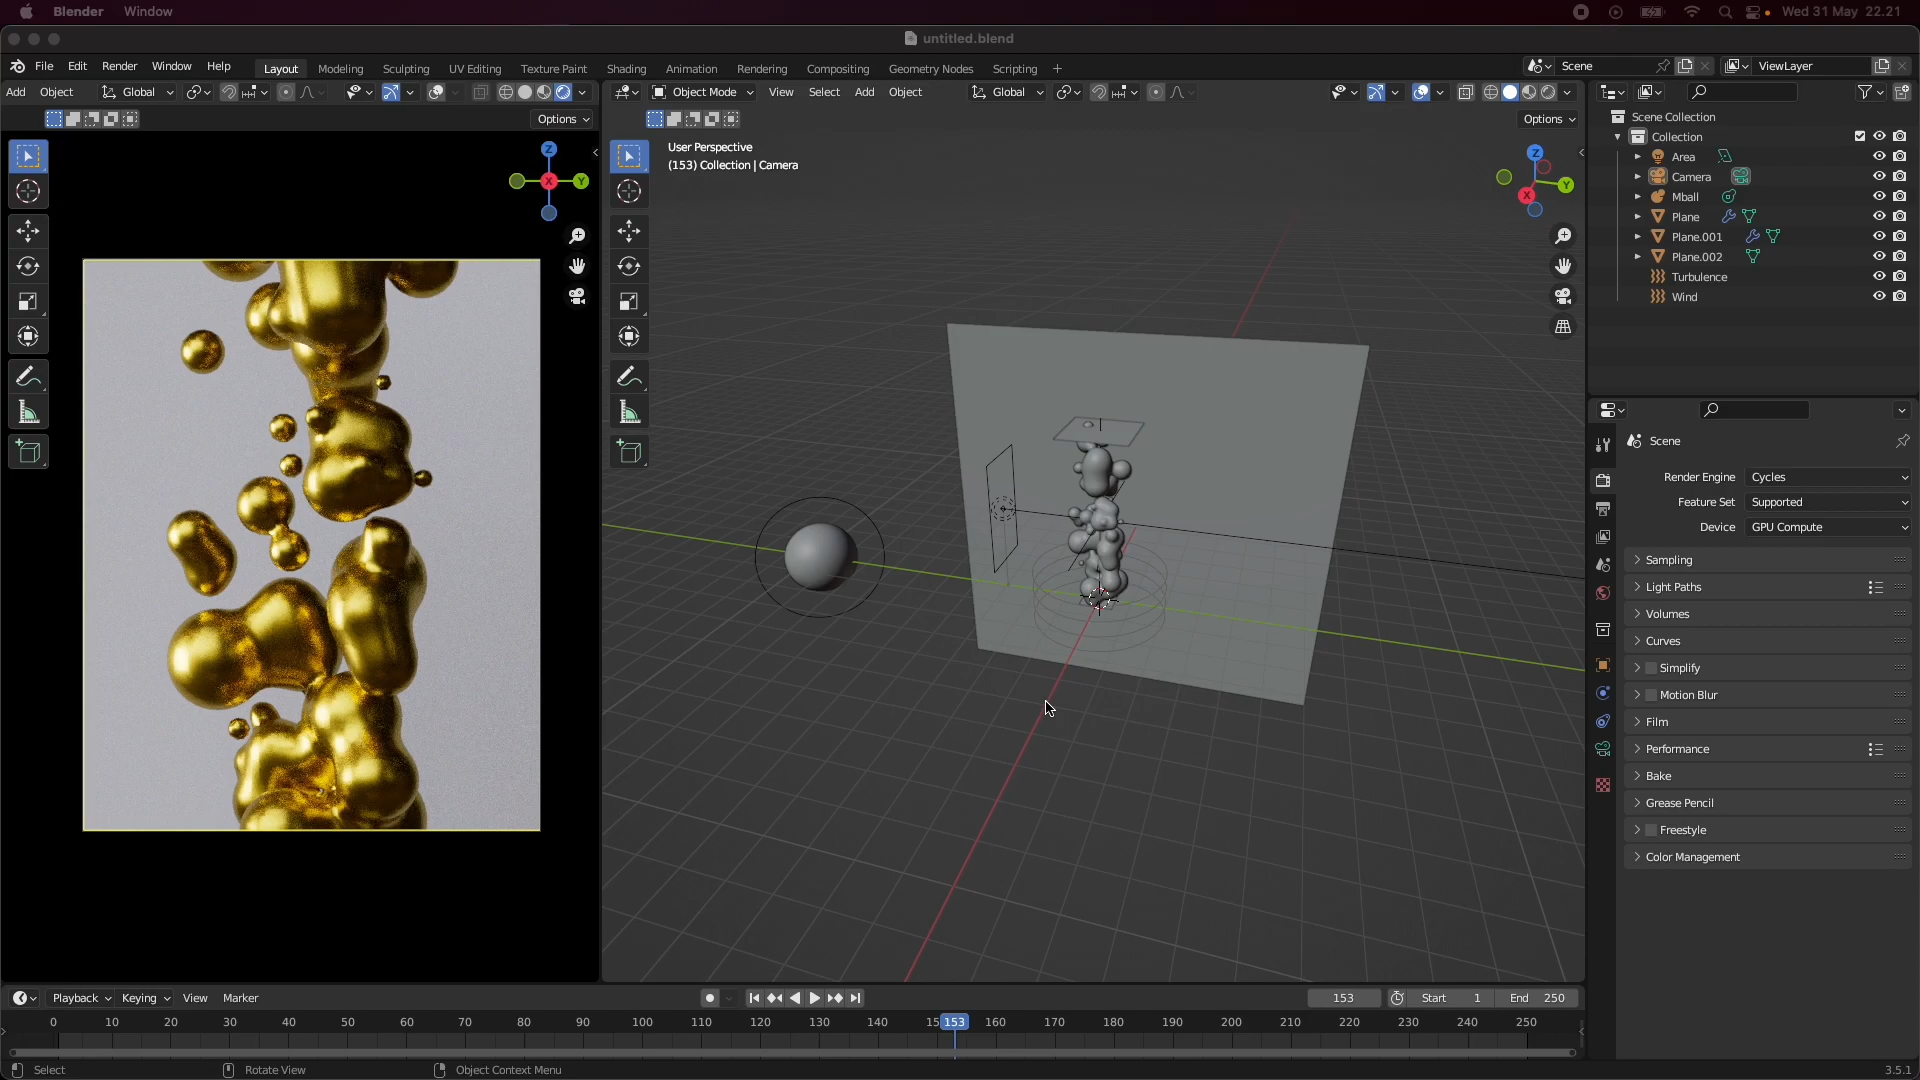 Blender Window Wed 31 May 22.21
untitled.blend
File Edit Render Window Help Layout Modeling Sculpting UV Editing Texture Paint Shading Animation Rendering Compositing Geometry Nodes Scripting + Scene ViewLayer
Add Object Global Object Mode View Select Add Object Global
Options Options
Z
Y
X
User Perspective
(153) Collection | Camera
Z
Y
X
Scene Collection
Collection
Area
Camera
Mball
Plane
Plane.001
Plane.002
Turbulence
Wind
Scene
Render Engine Cycles
Feature Set Supported
Device GPU Compute
Sampling
Light Paths
Volumes
Curves
Simplify
Motion Blur
Film
Performance
Bake
Grease Pencil
Freestyle
Color Management
Playback Keying View Marker 153 Start 1 End 250
0 10 20 30 40 50 60 70 80 90 100 110 120 130 140 15 153 160 170 180 190 200 210 220 230 240 250
Select Rotate View Object Context Menu 3.5.1